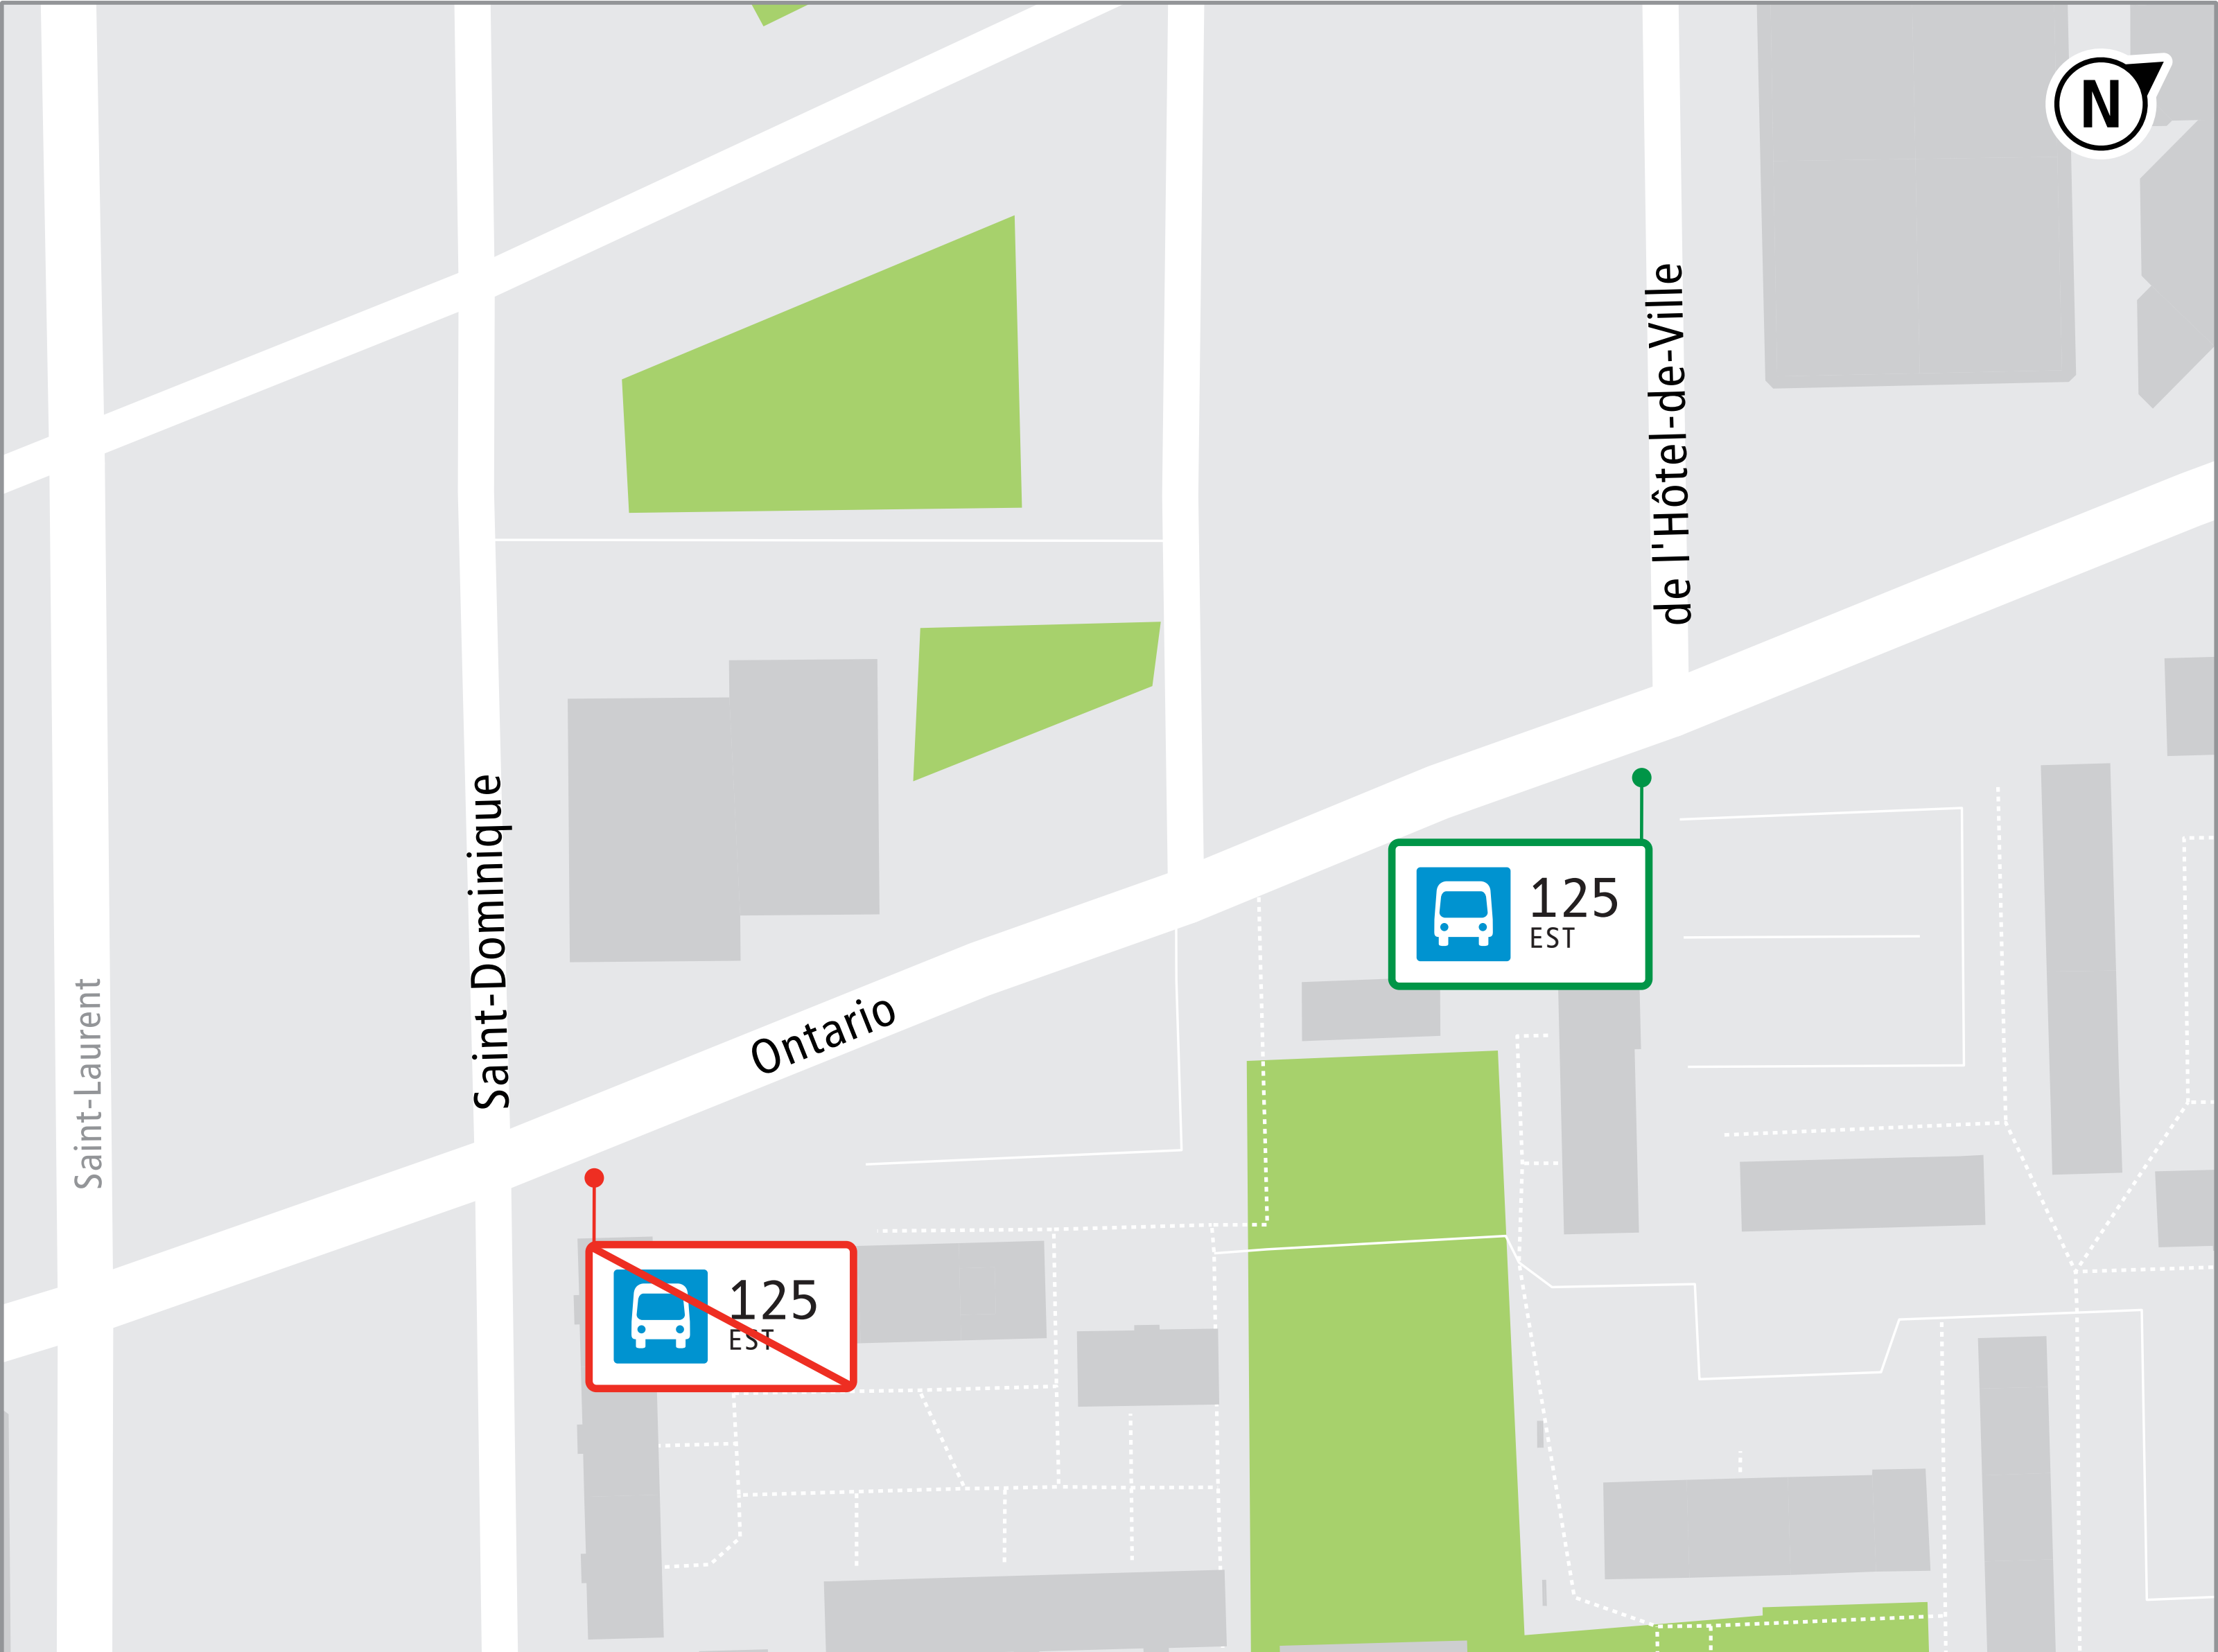 N
de l'Hôtel-de-Ville
Saint-Dominique
125
EST
Saint-Laurent
Ontario
125
EST